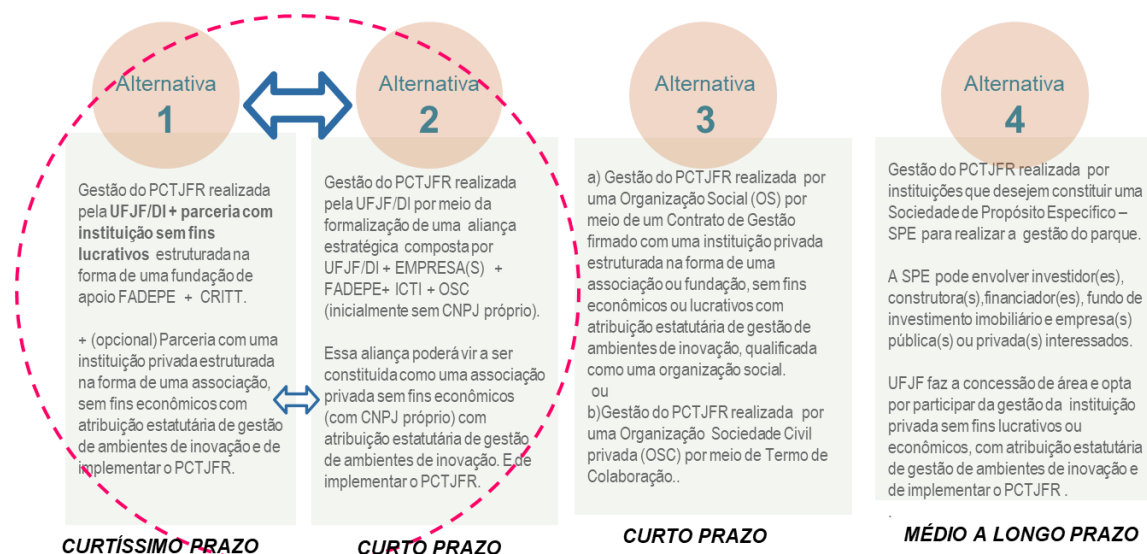 Alternativa
1
Gestão do PCTJFR realizada
pela UFJF/DI + parceria com
instituição sem fins
lucrativos estruturada na
forma de uma fundação de
apoio FADEPE + CRITT.
+ (opcional) Parceria com uma
instituição privada estruturada
na forma de uma associação,
sem fins econômicos com
atribuição estatutária de gestão
de ambientes de inovação e de
implementar o PCTJFR.
CURTÍSSIMO PRAZO
Alternativa
2
Gestão do PCTJFR realizada
pela UFJF/DI por meio da
formalização de uma aliança
estratégica composta por
UFJF/DI + EMPRESA(S) +
FADEPE+ ICTI + OSC
(inicialmente sem CNPJ próprio).
Essa aliança poderá vir a ser
constituída como uma associação
privada sem fins econômicos
(com CNPJ próprio) com
atribuição estatutária de gestão
de ambientes de inovação. E de
implementar o PCTJFR.
CURTO PRAZO
Alternativa
3
a) Gestão do PCTJFR realizada por
uma Organização Social (OS) por
meio de um Contrato de Gestão
firmado com uma instituição privada
estruturada na forma de uma
associação ou fundação, sem fins
econômicos ou lucrativos com
atribuição estatutária de gestão de
ambientes de inovação, qualificada
como uma organização social.
ou
b)Gestão do PCTJFR realizada por
uma Organização Sociedade Civil
privada (OSC) por meio de Termo de
Colaboração..
CURTO PRAZO
Alternativa
4
Gestão do PCTJFR realizada por
instituições que desejem constituir uma
Sociedade de Propósito Específico –
SPE para realizar a gestão do parque.
A SPE pode envolver investidor(es),
construtora(s),financiador(es), fundo de
investimento imobiliário e empresa(s)
pública(s) ou privada(s) interessados.
UFJF faz a concessão de área e opta
por participar da gestão da instituição
privada sem fins lucrativos ou
econômicos, com atribuição estatutária
de gestão de ambientes de inovação e
de implementar o PCTJFR .
.
MÉDIO A LONGO PRAZO